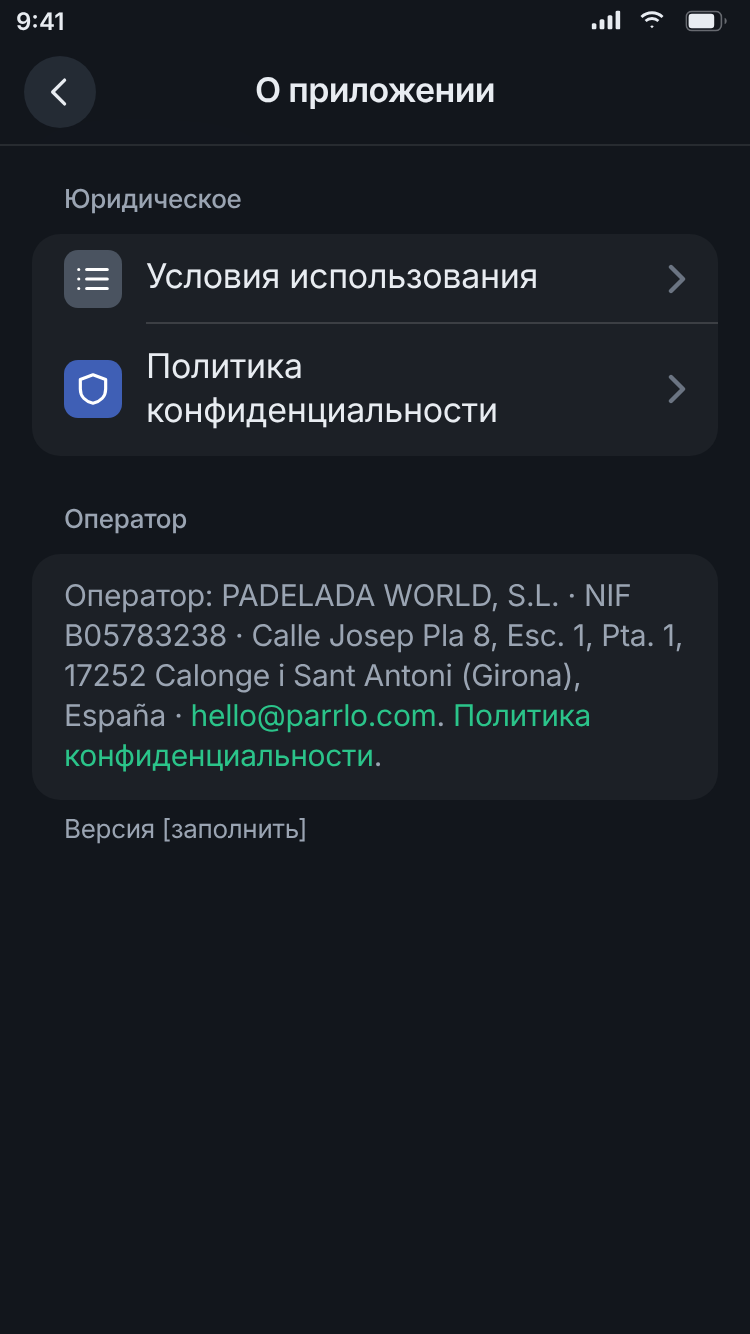 9:41
О приложении
Юридическое
Условия использования
Политика
конфиденциальности
Оператор
Оператор: PADELADA WORLD, S.L. · NIF
B05783238 · Calle Josep Pla 8, Esc. 1, Pta. 1,
17252 Calonge i Sant Antoni (Girona),
España · hello@parrlo.com. Политика
конфиденциальности.
Версия [заполнить]